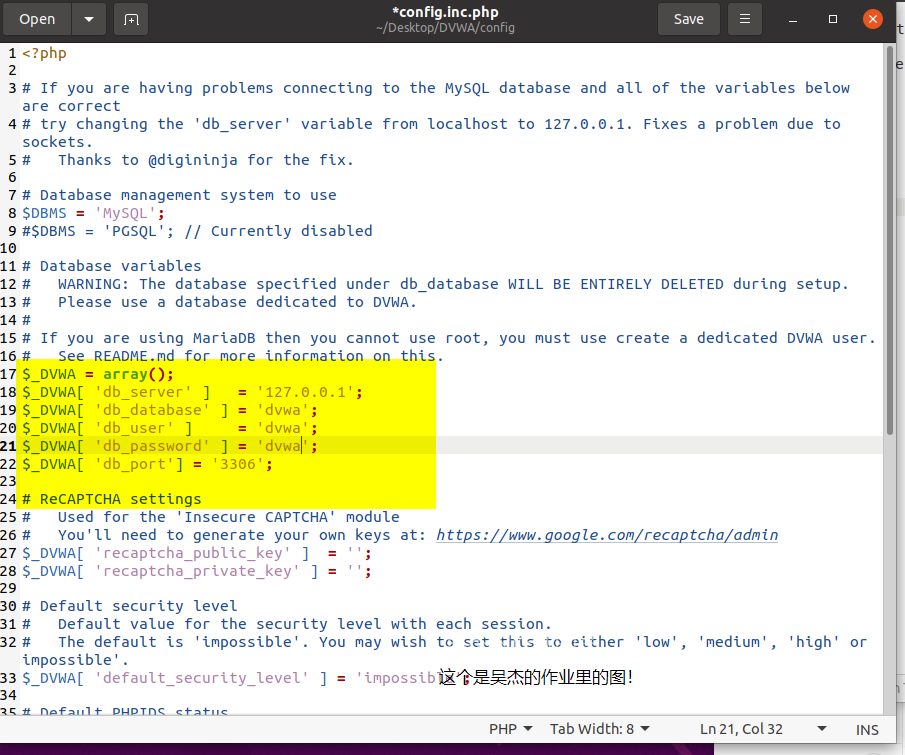 Open
*config.inc.php
~/Desktop/DVWA/config
Save
1 <?php
2
3 # If you are having problems connecting to the MySQL database and all of the variables below
are correct
4 # try changing the 'db_server' variable from localhost to 127.0.0.1. Fixes a problem due to
sockets.
5 #   Thanks to @digininja for the fix.
6
7 # Database management system to use
8 $DBMS = 'MySQL';
9 #$DBMS = 'PGSQL'; // Currently disabled
10
11 # Database variables
12 #   WARNING: The database specified under db_database WILL BE ENTIRELY DELETED during setup.
13 #   Please use a database dedicated to DVWA.
14 #
15 # If you are using MariaDB then you cannot use root, you must use create a dedicated DVWA user.
16 #   See README.md for more information on this.
17 $_DVWA = array();
18 $_DVWA[ 'db_server' ]   = '127.0.0.1';
19 $_DVWA[ 'db_database' ] = 'dvwa';
20 $_DVWA[ 'db_user' ]     = 'dvwa';
21 $_DVWA[ 'db_password' ] = 'dvwa';
22 $_DVWA[ 'db_port'] = '3306';
23
24 # ReCAPTCHA settings
25 #   Used for the 'Insecure CAPTCHA' module
26 #   You'll need to generate your own keys at: https://www.google.com/recaptcha/admin
27 $_DVWA[ 'recaptcha_public_key' ]  = '';
28 $_DVWA[ 'recaptcha_private_key' ] = '';
29
30 # Default security level
31 #   Default value for the security level with each session.
32 #   The default is 'impossible'. You may wish to set this to either 'low', 'medium', 'high' or
impossible'.
33 $_DVWA[ 'default_security_level' ] = 'impossib
这个是吴杰的作业里的图!
34
35 # Default PHPIDS status
PHP
Tab Width: 8
Ln 21, Col 32
INS